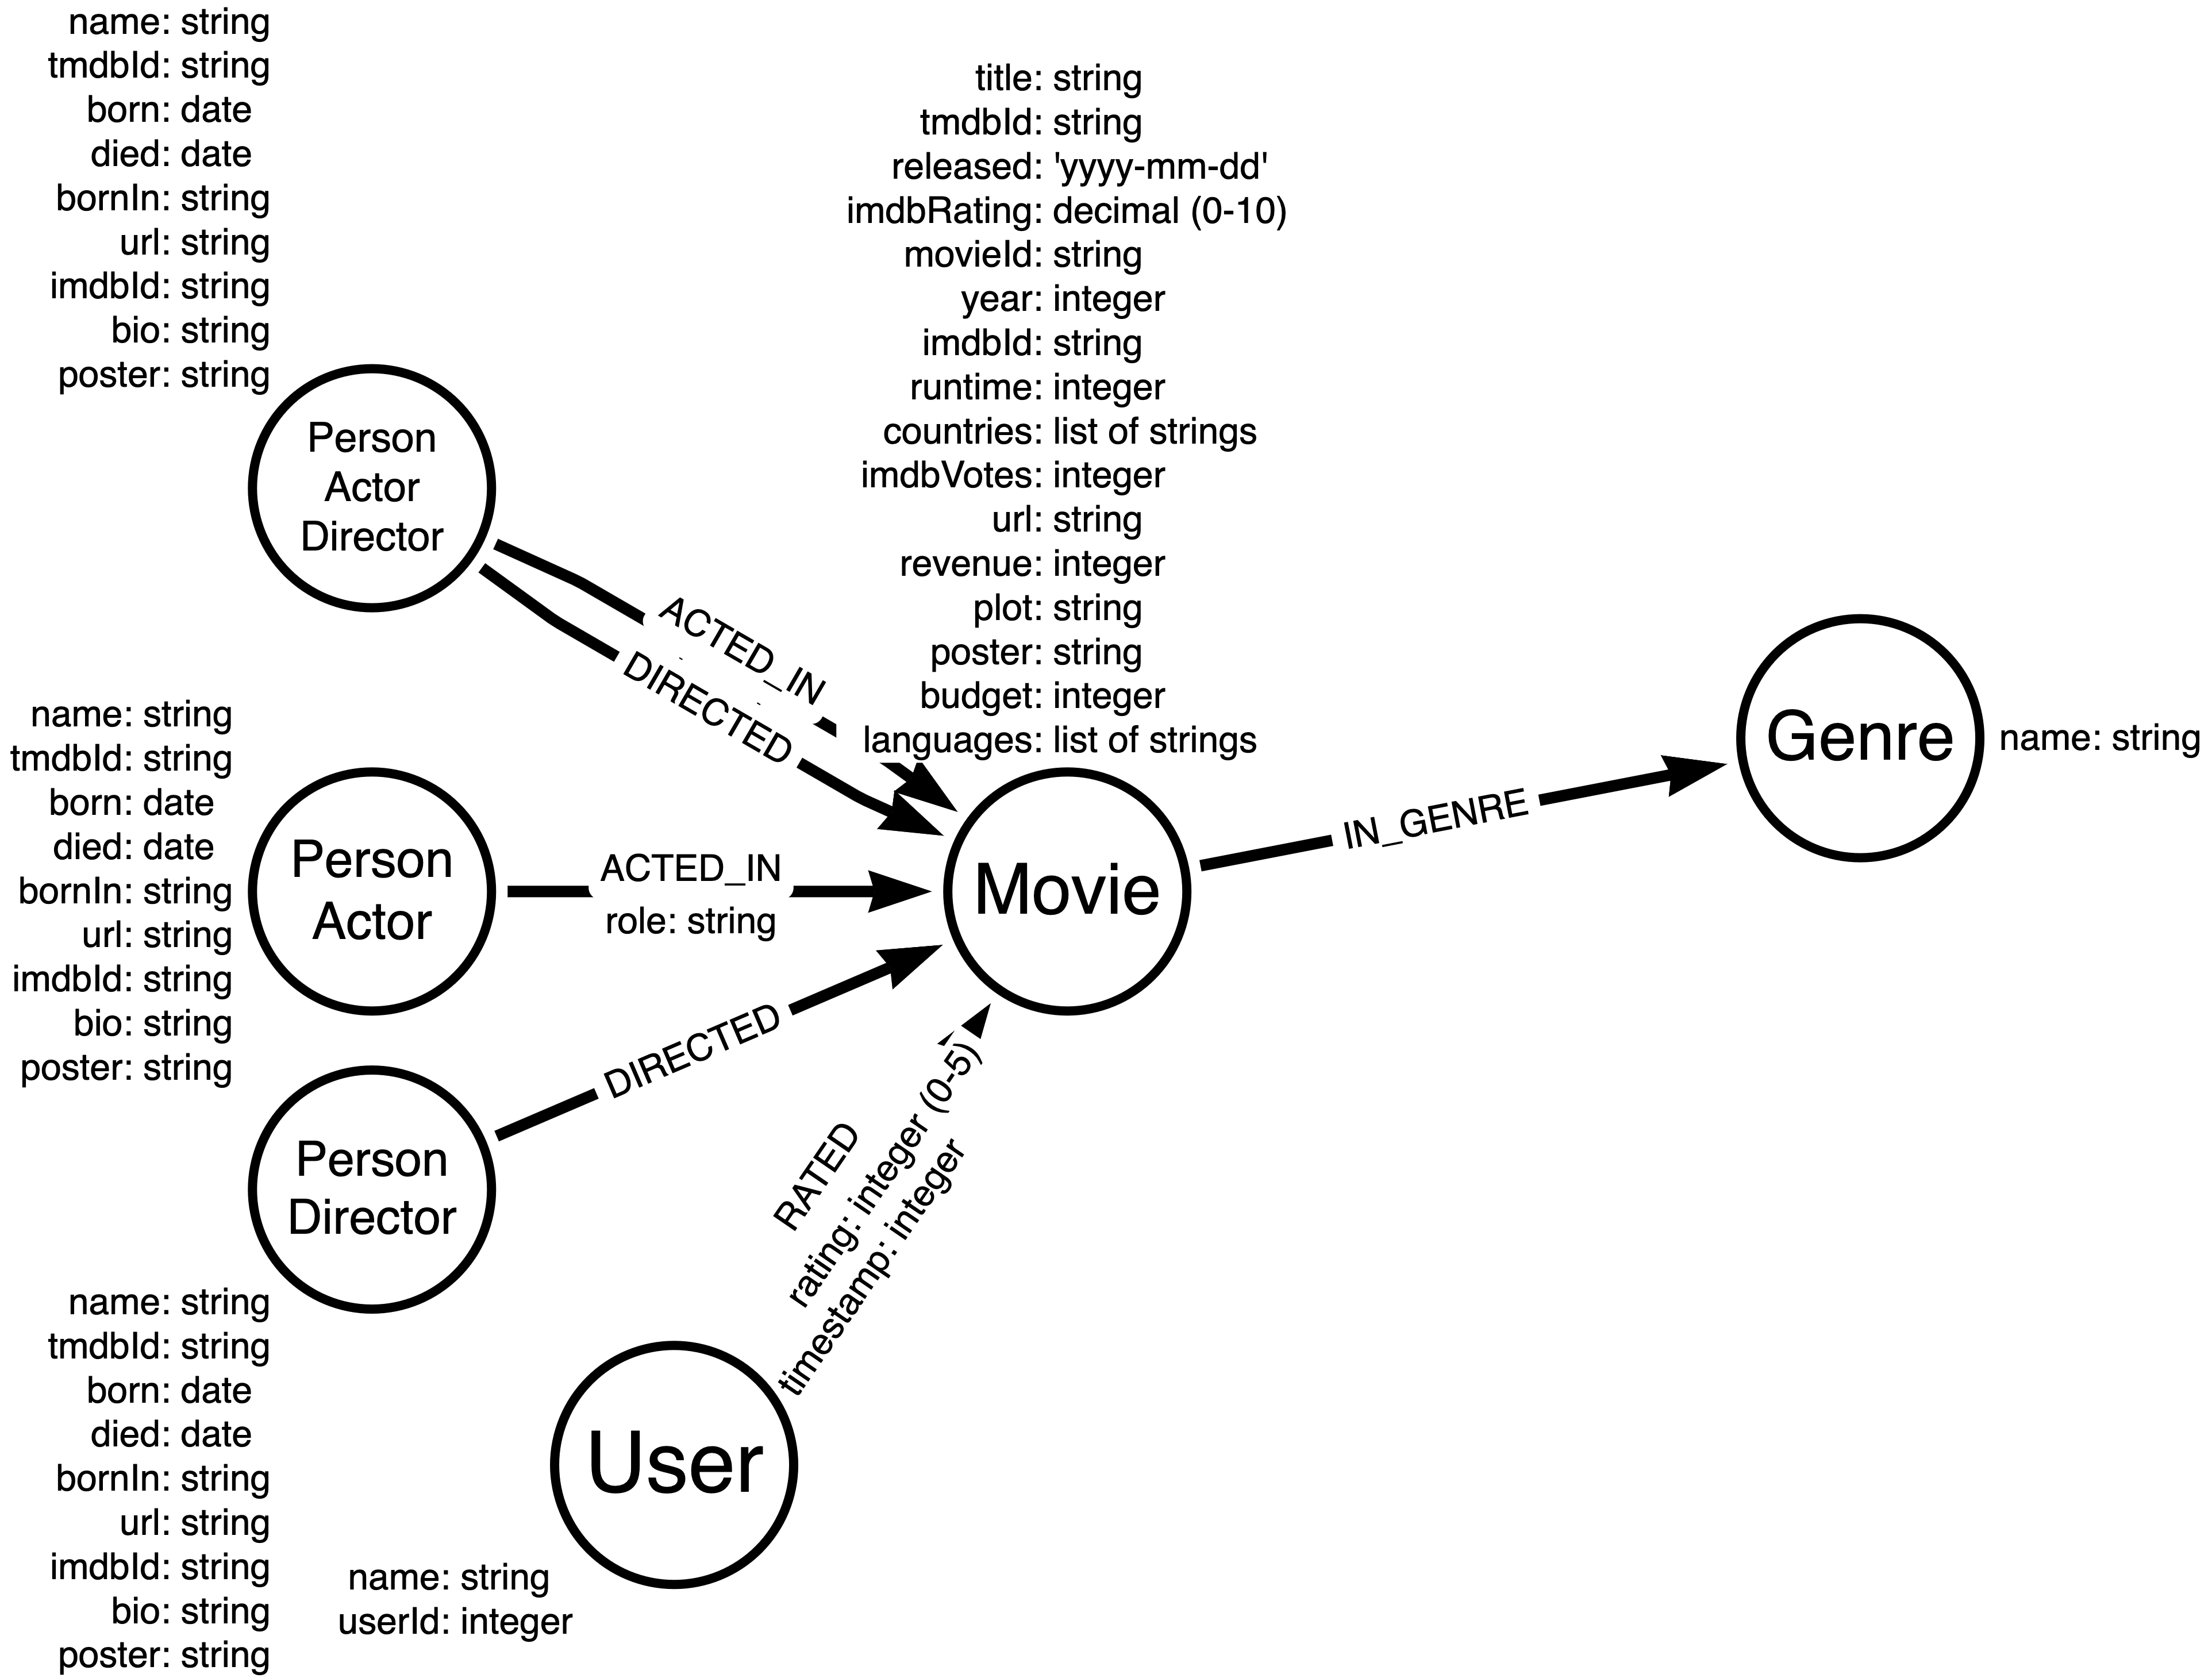 name: string
tmdbId: string
born: date
died: date
bornIn: string
url: string
imdbId: string
bio: string
poster: string
Person
Actor
Director
title: string
tmdbId: string
released: 'yyyy-mm-dd'
imdbRating: decimal (0-10)
movieId: string
year: integer
imdbId: string
runtime: integer
countries: list of strings
imdbVotes: integer
url: string
revenue: integer
plot: string
poster: string
budget: integer
languages: list of strings
ACTED_IN
DIRECTED
name: string
tmdbId: string
born: date
died: date
bornIn: string
url: string
imdbId: string
bio: string
poster: string
Person
Actor
ACTED_IN
role: string
Movie
IN_GENRE
Genre
name: string
DIRECTED
Person
Director
name: string
tmdbId: string
born: date
died: date
bornIn: string
url: string
imdbId: string
bio: string
poster: string
RATED
rating: integer (0-5)
timestamp: integer
User
name: string
userId: integer